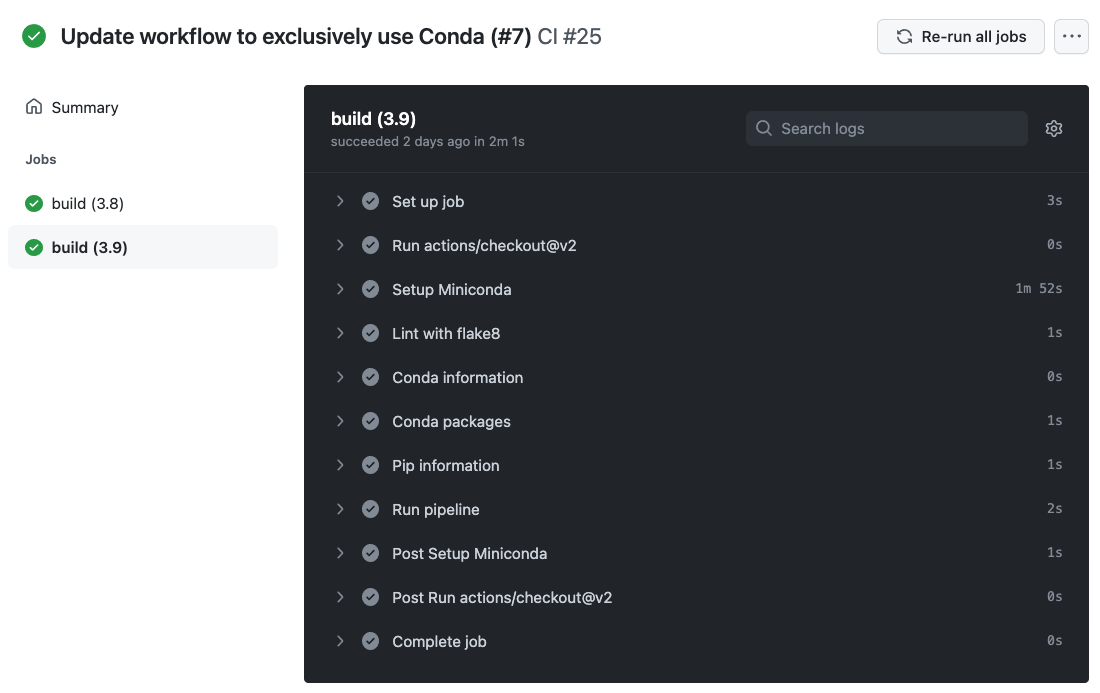 Update workflow to exclusively use Conda (#7) CI #25
Re-run all jobs
Summary
Jobs
build (3.8)
build (3.9)
build (3.9)
succeeded 2 days ago in 2m 1s
Search logs
Set up job 3s
Run actions/checkout@v2 0s
Setup Miniconda 1m 52s
Lint with flake8 1s
Conda information 0s
Conda packages 1s
Pip information 1s
Run pipeline 2s
Post Setup Miniconda 1s
Post Run actions/checkout@v2 0s
Complete job 0s